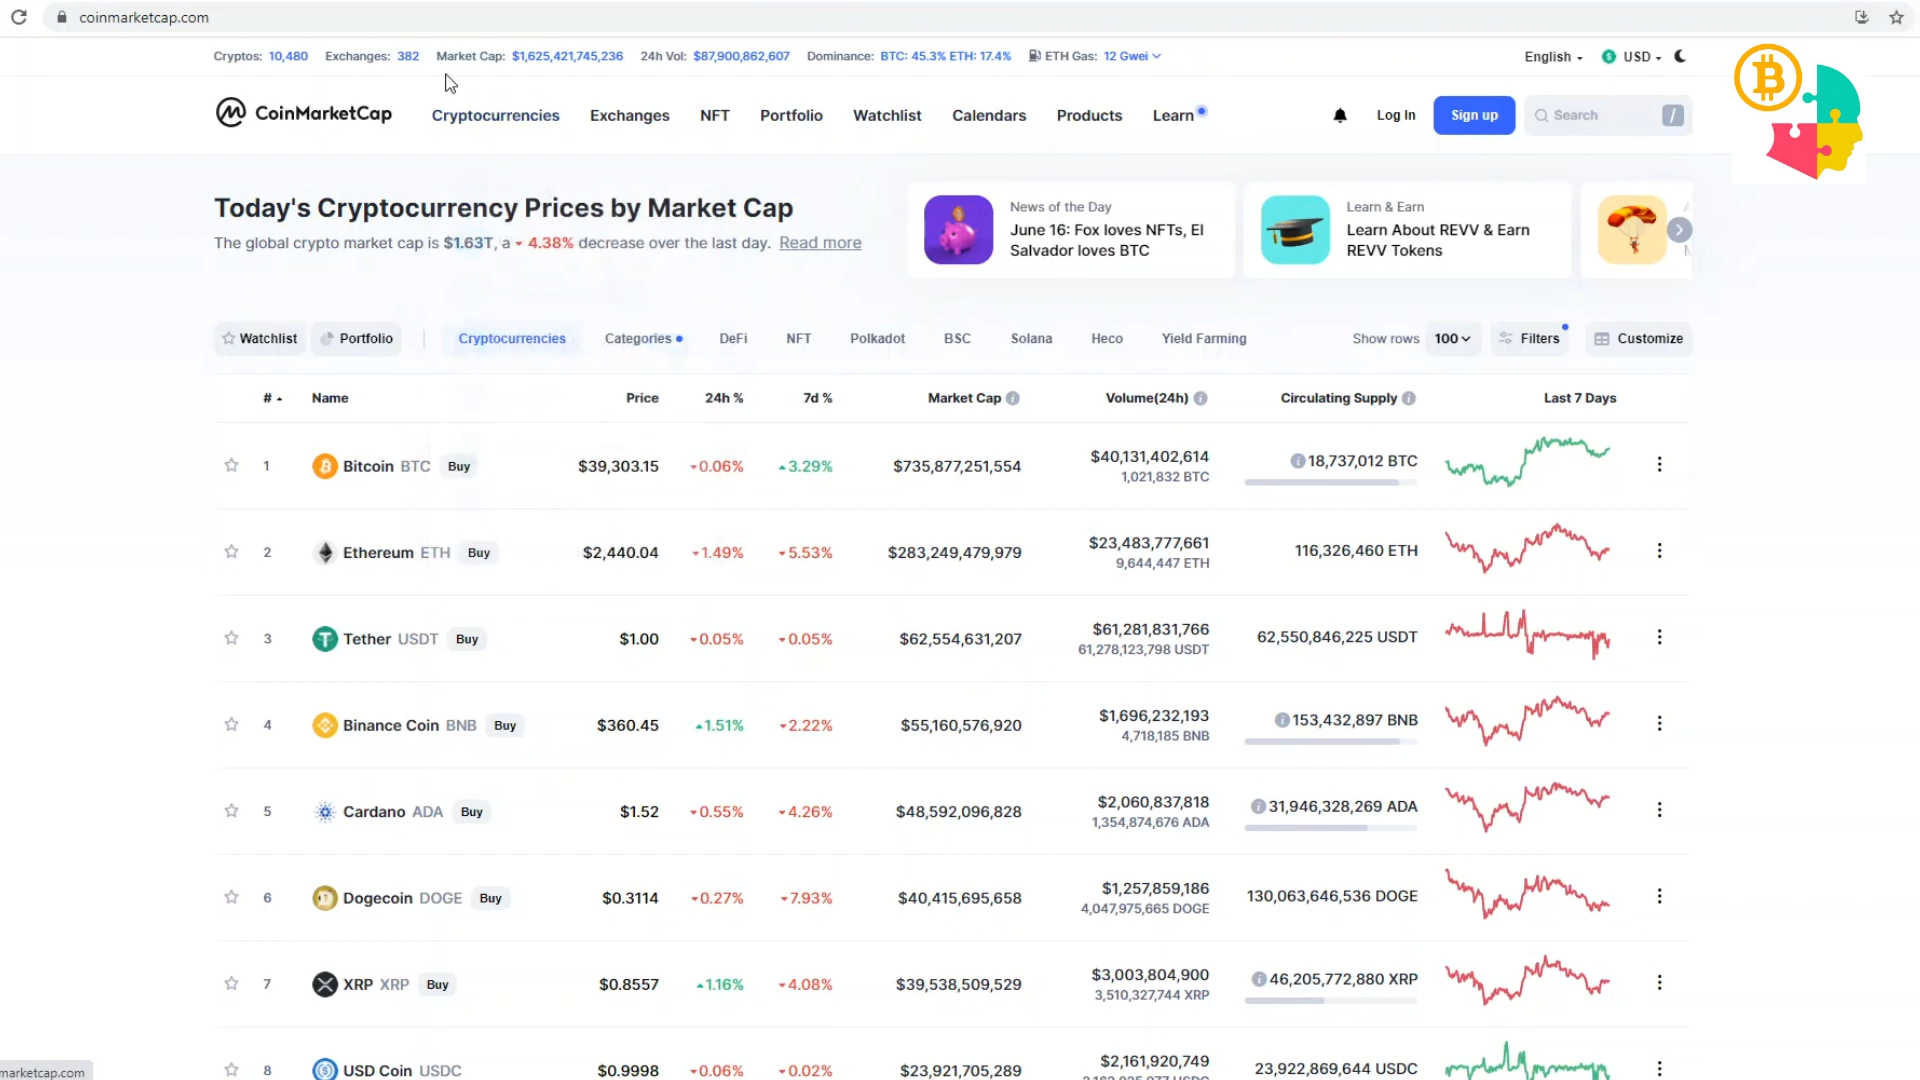 coinmarketcap.com
Cryptos: 10,480 Exchanges: 382 Market Cap: $1,625,421,745,236 24h Vol: $87,900,862,607 Dominance: BTC: 45.3% ETH: 17.4% ETH Gas: 12 Gwei English USD
CoinMarketCap Cryptocurrencies Exchanges NFT Portfolio Watchlist Calendars Products Learn Log In Sign up Search /
Today's Cryptocurrency Prices by Market Cap
The global crypto market cap is $1.63T, a 4.38% decrease over the last day. Read more
News of the Day
June 16: Fox loves NFTs, El
Salvador loves BTC
Learn & Earn
Learn About REVV & Earn
REVV Tokens
Watchlist Portfolio Cryptocurrencies Categories DeFi NFT Polkadot BSC Solana Heco Yield Farming Show rows 100 Filters Customize
# Name Price 24h % 7d % Market Cap Volume(24h) Circulating Supply Last 7 Days
1 Bitcoin BTC Buy $39,303.15 0.06% 3.29% $735,877,251,554 $40,131,402,614 18,737,012 BTC
1,021,832 BTC
2 Ethereum ETH Buy $2,440.04 1.49% 5.53% $283,249,479,979 $23,483,777,661 116,326,460 ETH
9,644,447 ETH
3 Tether USDT Buy $1.00 0.05% 0.05% $62,554,631,207 $61,281,831,766 62,550,846,225 USDT
61,278,123,798 USDT
4 Binance Coin BNB Buy $360.45 1.51% 2.22% $55,160,576,920 $1,696,232,193 153,432,897 BNB
4,718,185 BNB
5 Cardano ADA Buy $1.52 0.55% 4.26% $48,592,096,828 $2,060,837,818 31,946,328,269 ADA
1,354,874,676 ADA
6 Dogecoin DOGE Buy $0.3114 0.27% 7.93% $40,415,695,658 $1,257,859,186 130,063,646,536 DOGE
4,047,975,665 DOGE
7 XRP XRP Buy $0.8557 1.16% 4.08% $39,538,509,529 $3,003,804,900 46,205,772,880 XRP
3,510,327,744 XRP
8 USD Coin USDC $0.9998 0.06% 0.02% $23,921,705,289 $2,161,920,749 23,922,869,644 USDC
marketcap.com